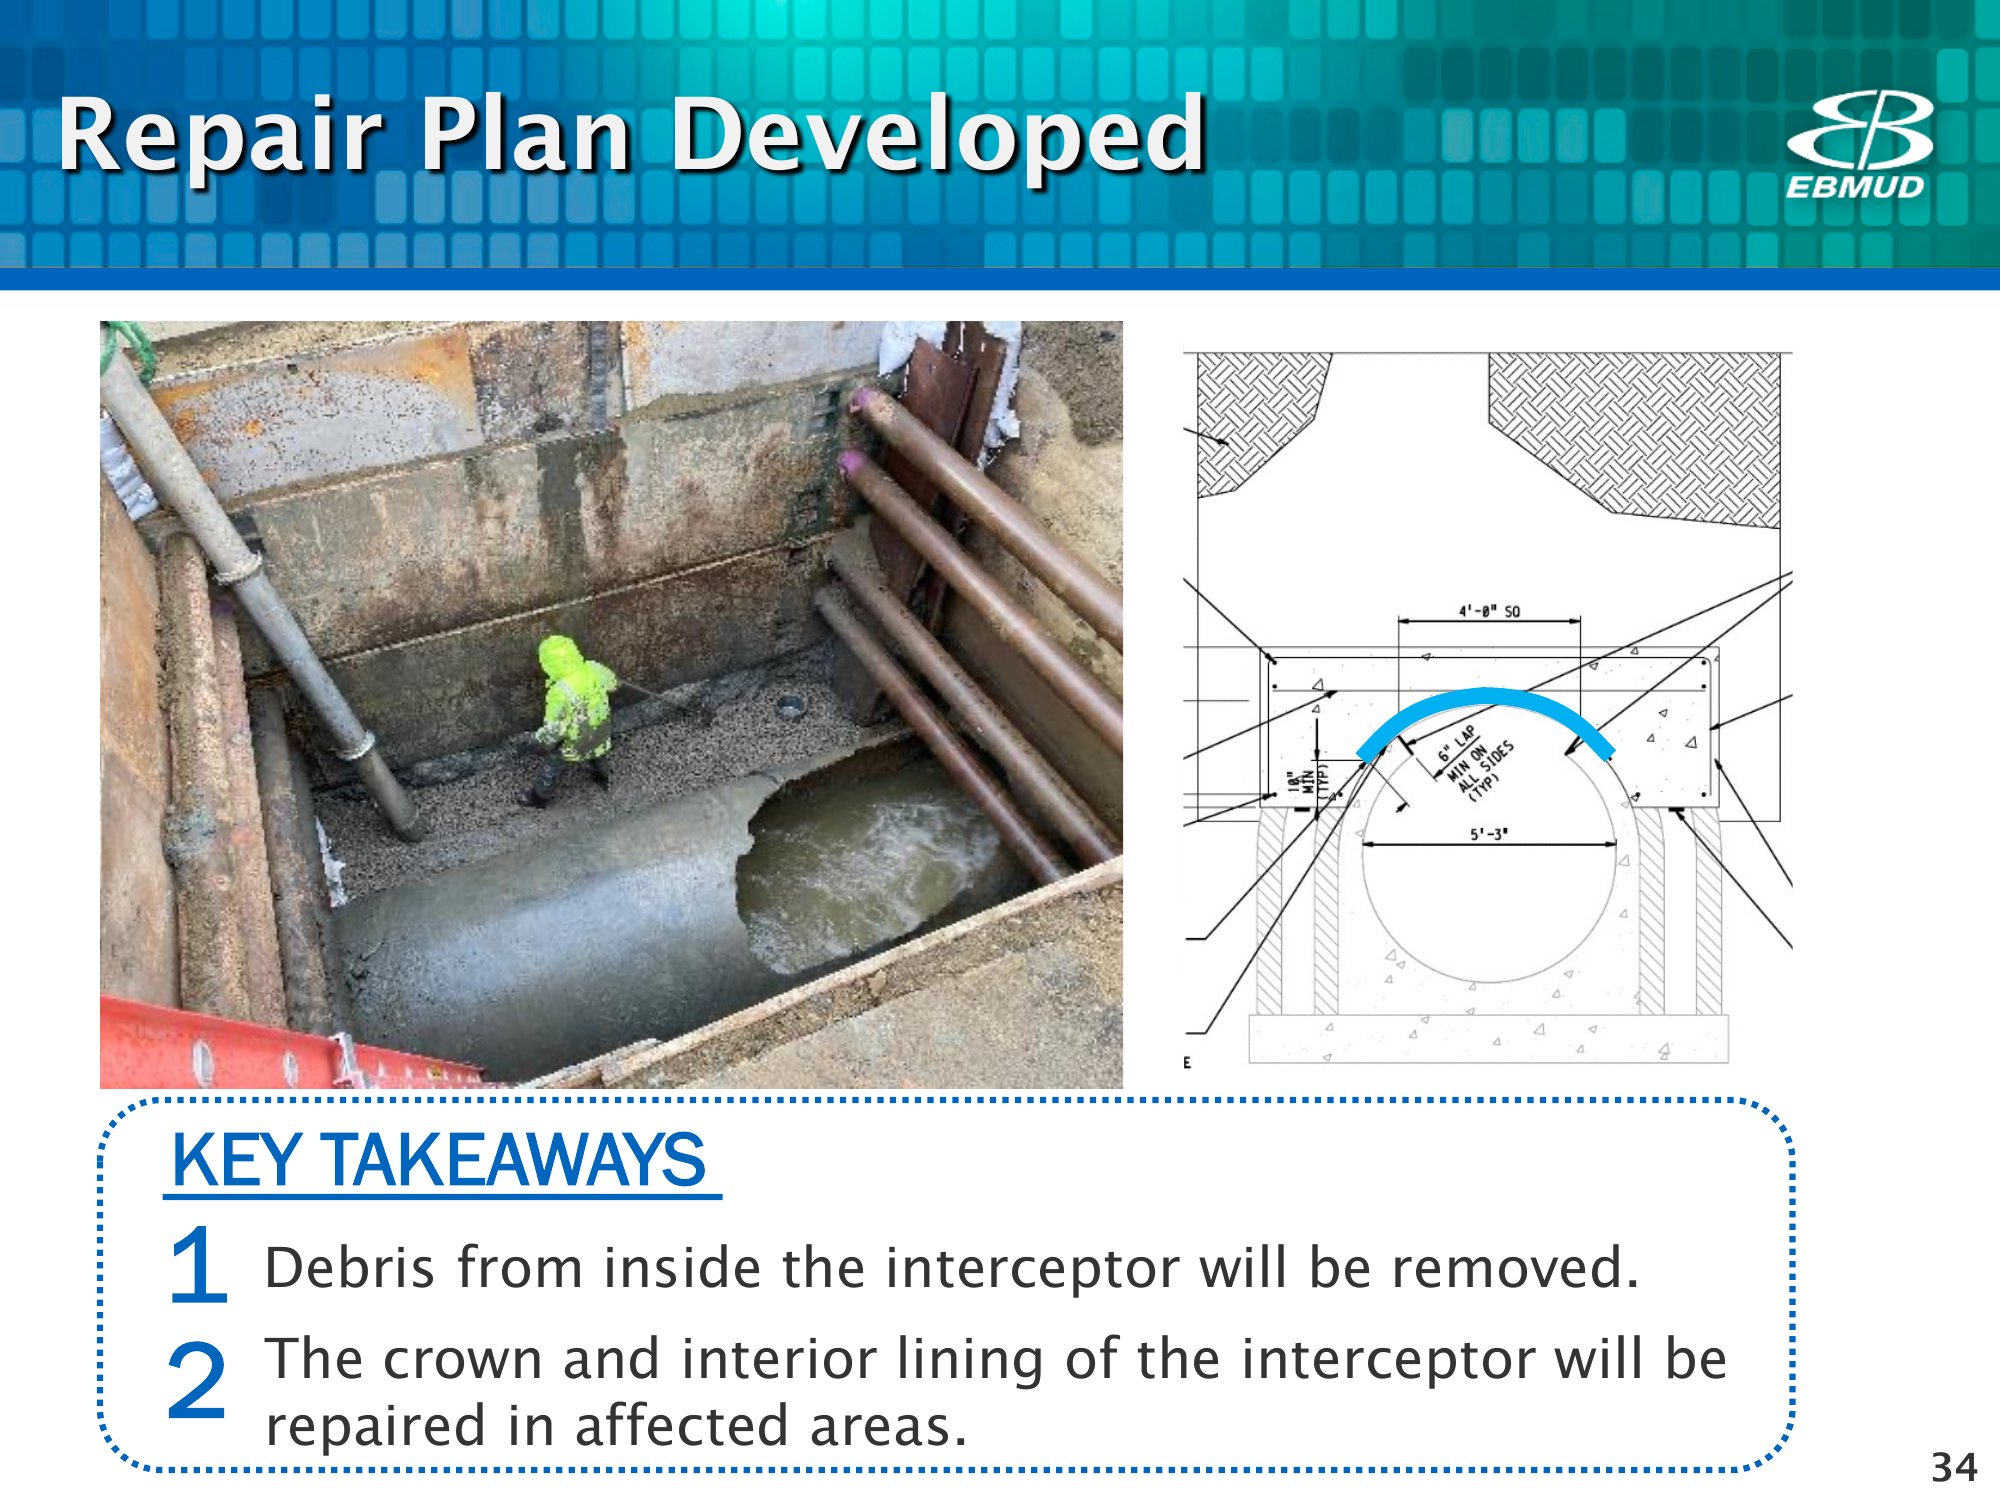 Repair Plan Developed
EBMUD
4'-0" SQ
6" LAP
MIN ON
ALL SIDES
(TYP)
10"
MIN
(TYP)
5'-3"
E
KEY TAKEAWAYS
1 Debris from inside the interceptor will be removed.
2 The crown and interior lining of the interceptor will be
repaired in affected areas.
34